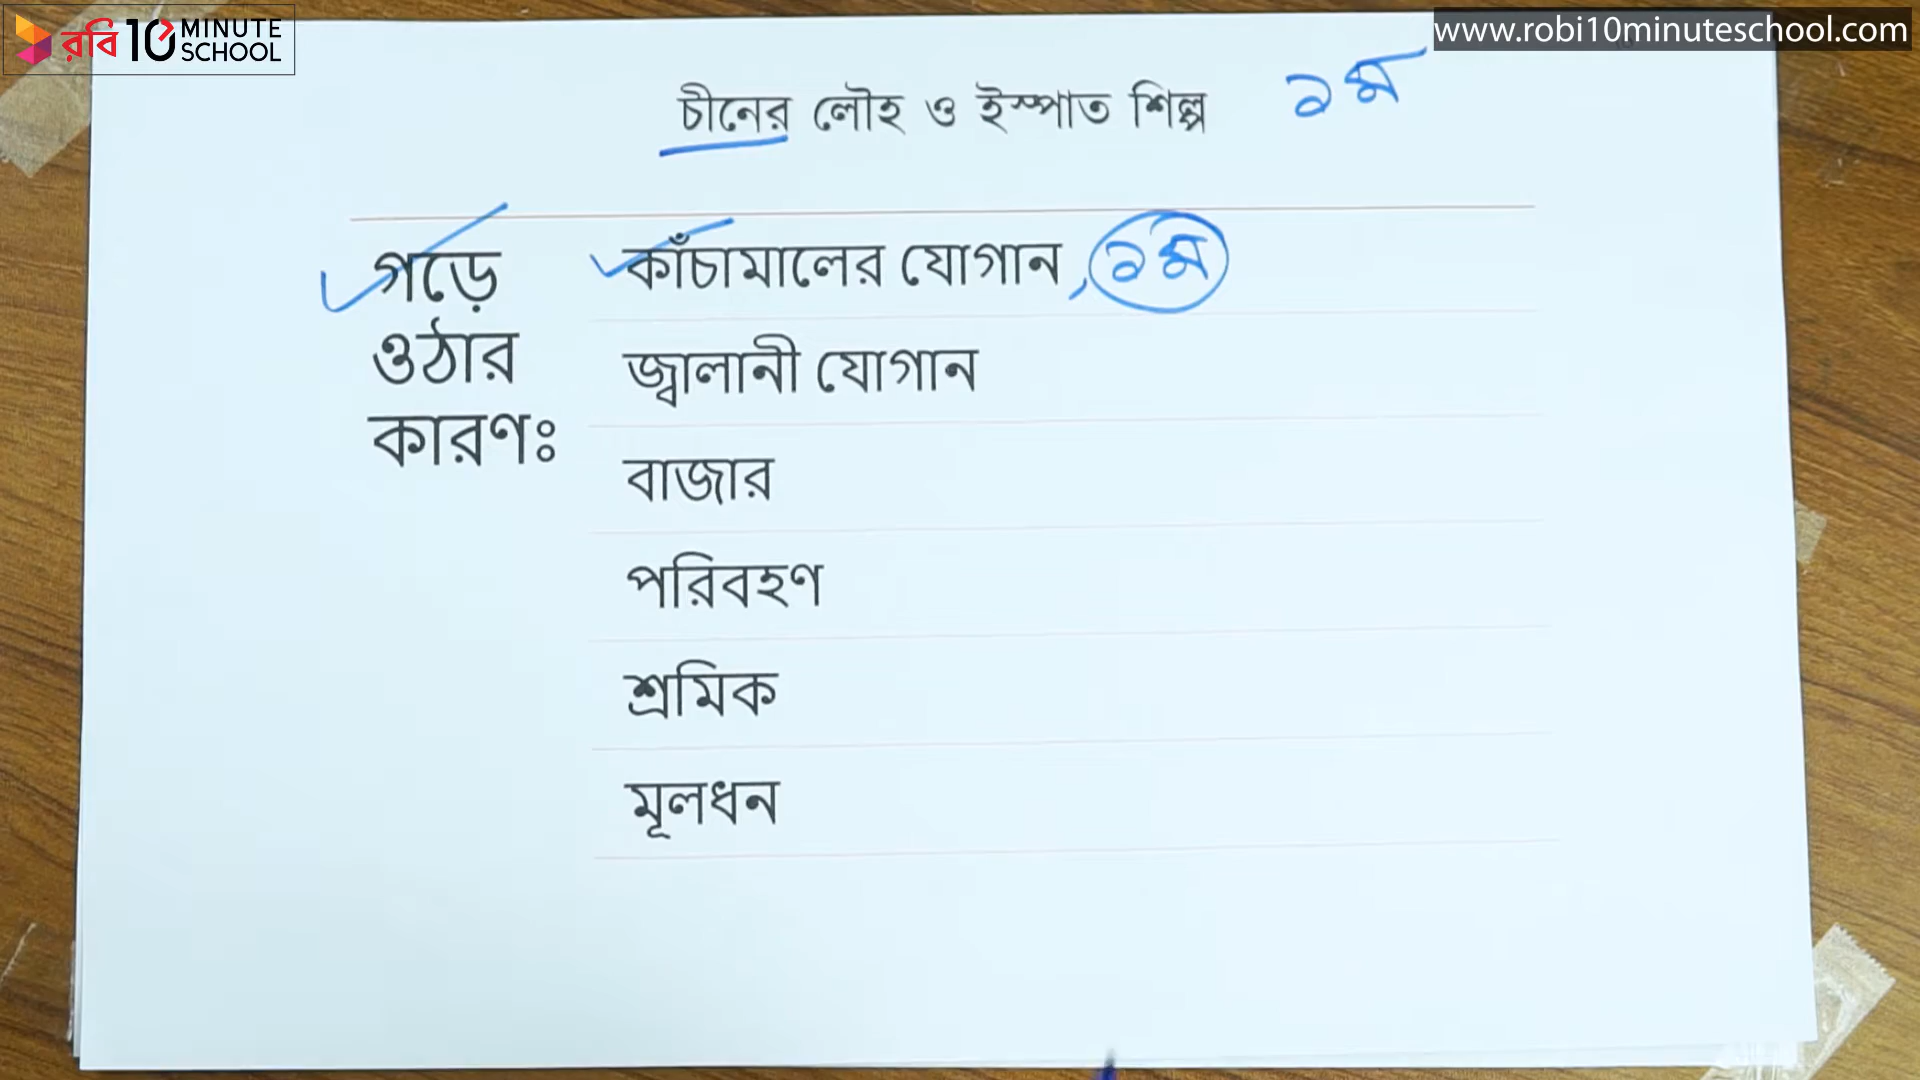 রবি 10 MINUTE SCHOOL
www.robi10minuteschool.com
চীনের লৌহ ও ইস্পাত শিল্প ১ম
গড়ে ওঠার কারণঃ
কাঁচামালের যোগান, ১ম
জ্বালানী যোগান
বাজার
পরিবহণ
শ্রমিক
মূলধন